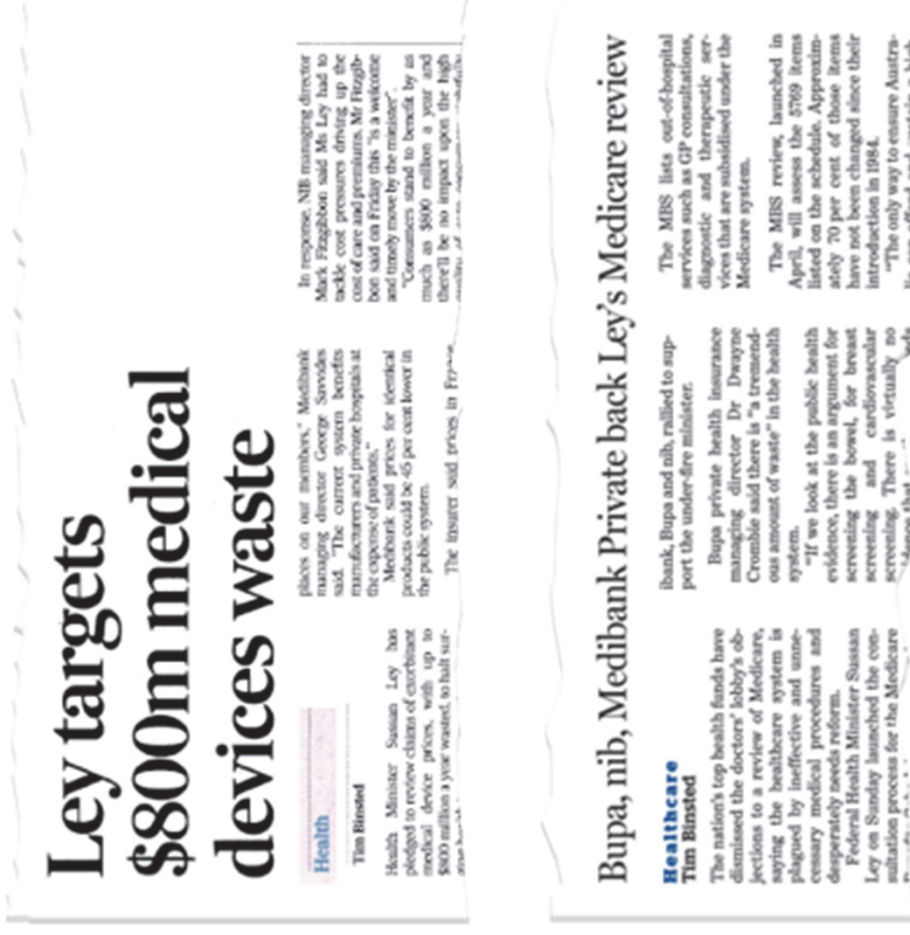 Ley targets
$800m medical
devices waste
Health
Tim Binsted
Health Minister Sussan Ley has
pledged to review claims of exorbitant
medical device prices, with up to
$800 million a year wasted, to halt sur-
places on our members," Medibank
managing director George Savvides
said. "The current system benefits
manufacturers and private hospitals at
the expense of patients."
Medibank said prices for identical
products could be 45 per cent lower in
the public system.
The insurer said prices in
In response, NIB managing director
Mark Fitzgibbon said Ms Ley had to
tackle cost pressures driving up the
cost of care and premiums. Mr Fitzgib-
bon said on Friday this "is a welcome
and timely move by the minister".
"Consumers stand to benefit by as
much as $800 million a year and
there'll be no impact upon the high
Bupa, nib, Medibank Private back Ley's Medicare review
Healthcare
Tim Binsted
The nation's top health funds have
dismissed the doctors' lobby's ob-
jections to a review of Medicare,
saying the healthcare system is
plagued by ineffective and unne-
cessary medical procedures and
desperately needs reform.
Federal Health Minister Sussan
Ley on Sunday launched the con-
sultation process for the Medicare
ibank, Bupa and nib, rallied to sup-
port the under-fire minister.
Bupa private health insurance
managing director Dr Dwayne
Crombie said there is "a tremend-
ous amount of waste" in the health
system.
"If we look at the public health
evidence, there is an argument for
screening the bowel, for breast
screening and cardiovascular
screening. There is virtually no
The MBS lists out-of-hospital
services such as GP consultations,
diagnostic and therapeutic ser-
vices that are subsidised under the
Medicare system.
The MBS review, launched in
April, will assess the 5769 items
listed on the schedule. Approxim-
ately 70 per cent of those items
have not been changed since their
introduction in 1984.
"The only way to ensure Austra-